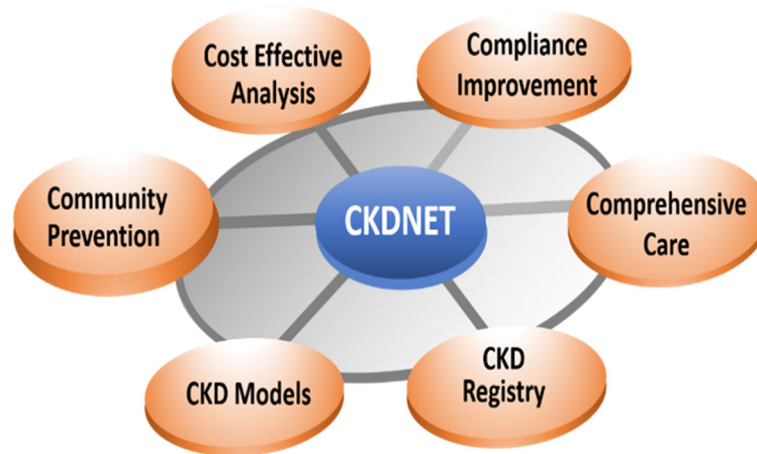 Cost Effective
Analysis
Compliance
Improvement
Community
Prevention
CKDNET
Comprehensive
Care
CKD Models
CKD
Registry